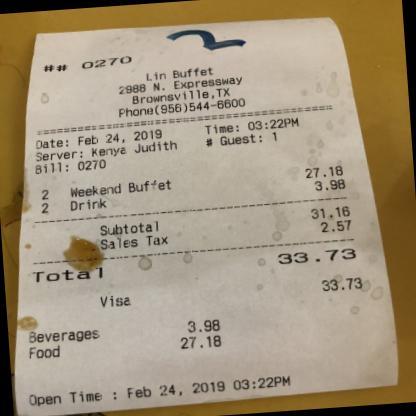 ## 0270
Lin Buffet
2988 N. Expressway
Brownsville,TX
Phone(956)544-6600
Date: Feb 24, 2019 Time: 03:22PM
Server: Kenya Judith # Guest: 1
Bill: 0270
2 Weekend Buffet 27.18
2 Drink 3.98
Subtotal 31.16
Sales Tax 2.57
Total 33.73
Visa 33.73
Beverages 3.98
Food 27.18
Open Time : Feb 24, 2019 03:22PM